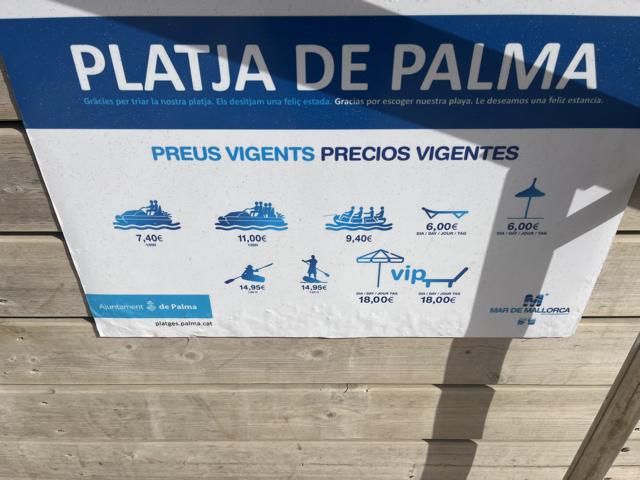 PLATJA DE PALMA
Gràcies per triar la nostra platja. Els desitjam una feliç estada. Gracias por escoger nuestra playa. Le deseamos una feliz estancia.
PREUS VIGENTS PRECIOS VIGENTES
7,40€
11,00€
9,40€
6,00€
DIA / DAY / JOUR / TAG
6,00€
DIA / DAY / JOUR / TAG
14,95€
14,95€
vip
DIA / DAY / JOUR TAG
18,00€
DIA / DAY / JOUR TAG
18,00€
Ajuntament de Palma
platges.palma.cat
MAR DE MALLORCA